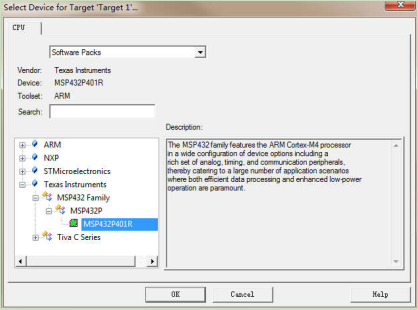 Select Device for Target 'Target 1'...
CPU
Software Packs
Vendor: Texas Instruments
Device: MSP432P401R
Toolset: ARM
Search:
Description:
ARM
NXP
STMicroelectronics
Texas Instruments
MSP432 Family
MSP432P
MSP432P401R
Tiva C Series
The MSP432 family features the ARM Cortex-M4 processor
in a wide configuration of device options including a
rich set of analog, timing, and communication peripherals,
thereby catering to a large number of application scenarios
where both efficient data processing and enhanced low-power
operation are paramount.
OK
Cancel
Help